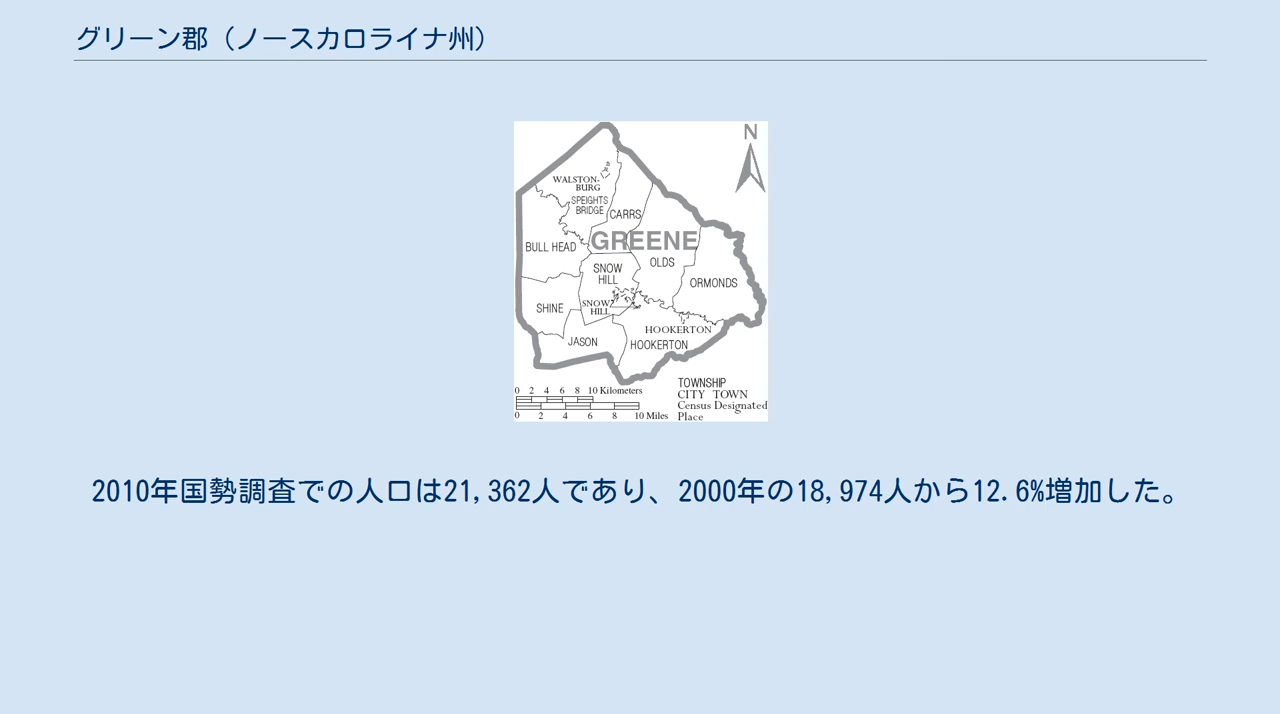 グリーン郡（ノースカロライナ州）
N
WALSTON-
BURG
SPEIGHTS
BRIDGE
CARRS
GREENE
BULL HEAD
OLDS
SNOW
HILL
ORMONDS
SNOW
HILL
SHINE
HOOKERTON
JASON
HOOKERTON
TOWNSHIP
CITY TOWN
Census Designated
Place
0 2 4 6 8 10 Kilometers
0 2 4 6 8 10 Miles
2010年国勢調査での人口は21,362人であり、2000年の18,974人から12.6%増加した。